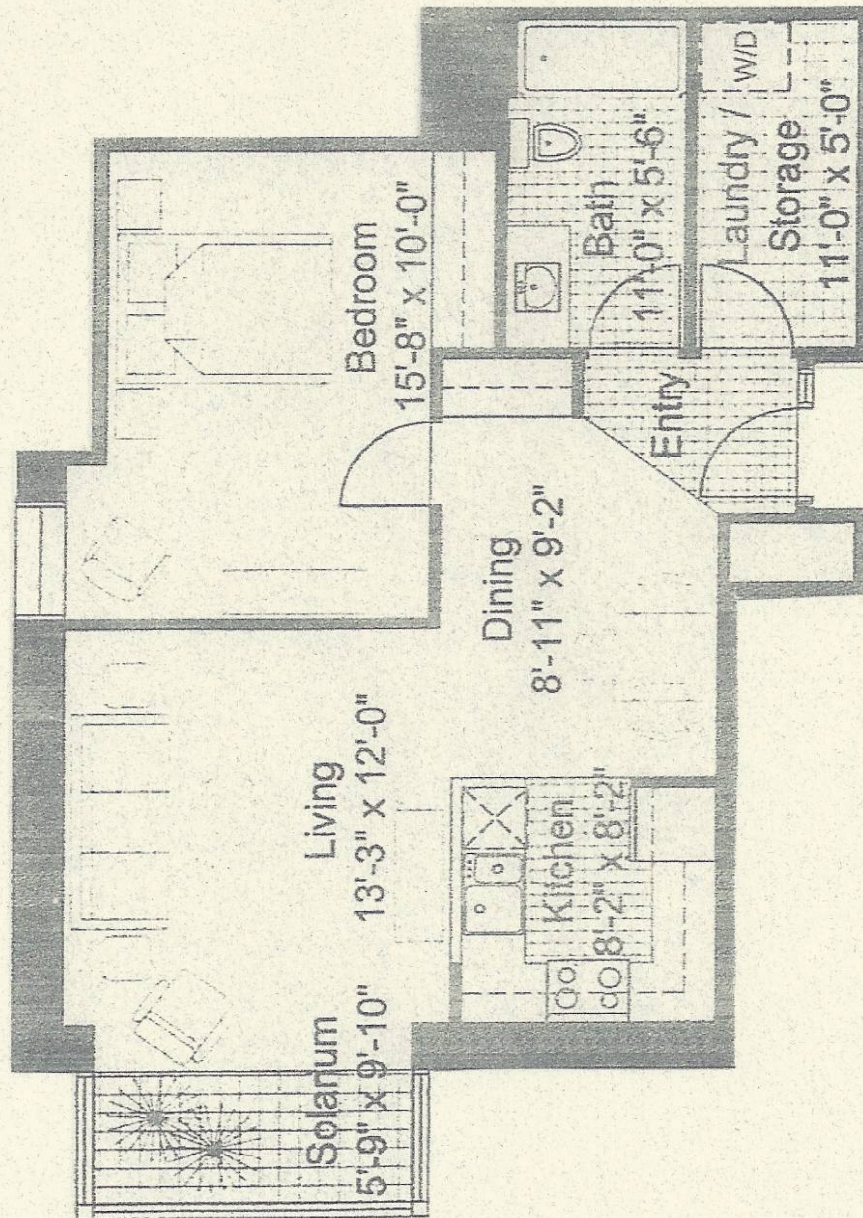 Solarium
5'-9" x 9'-10"
Living
13'-3" x 12'-0"
Bedroom
15'-8" x 10'-0"
Kitchen
8'-2" x 8'-2"
Dining
8'-11" x 9'-2"
Entry
Bath
11'-0" x 5'-6"
Laundry /
Storage
11'-0" x 5'-0"
W/D